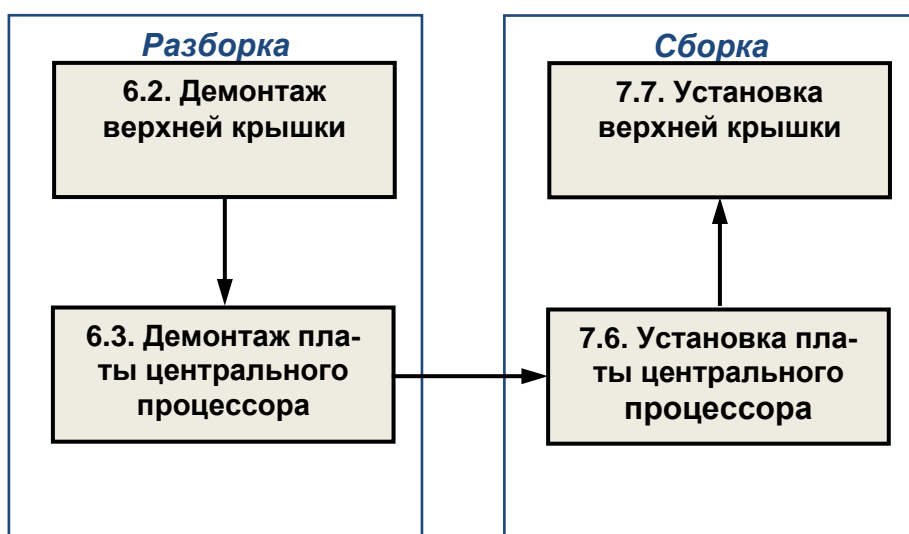 Разборка
6.2. Демонтаж
верхней крышки
6.3. Демонтаж пла-
ты центрального
процессора
Сборка
7.7. Установка
верхней крышки
7.6. Установка пла-
ты центрального
процессора